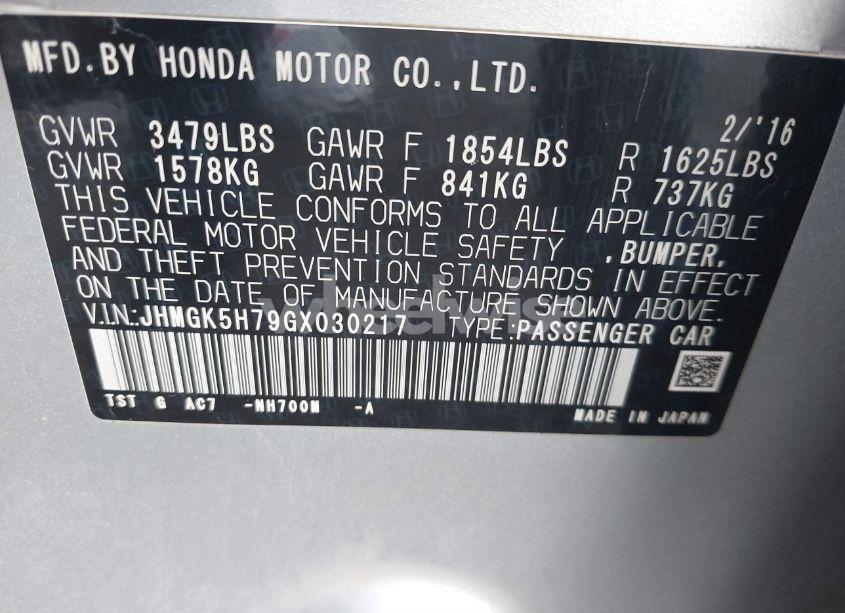 MFD.BY HONDA MOTOR CO.,LTD.
2/'16
GVWR 3479LBS GAWR F 1854LBS R 1625LBS
GVWR 1578KG GAWR F 841KG R 737KG
THIS VEHICLE CONFORMS TO ALL APPLICABLE
FEDERAL MOTOR VEHICLE SAFETY ,BUMPER,
AND THEFT PREVENTION STANDARDS IN EFFECT
ON THE DATE OF MANUFACTURE SHOWN ABOVE.
V.IN.:JHMGK5H79GX030217 TYPE:PASSENGER CAR
TST G AC7 -NH700M -A MADE IN JAPAN